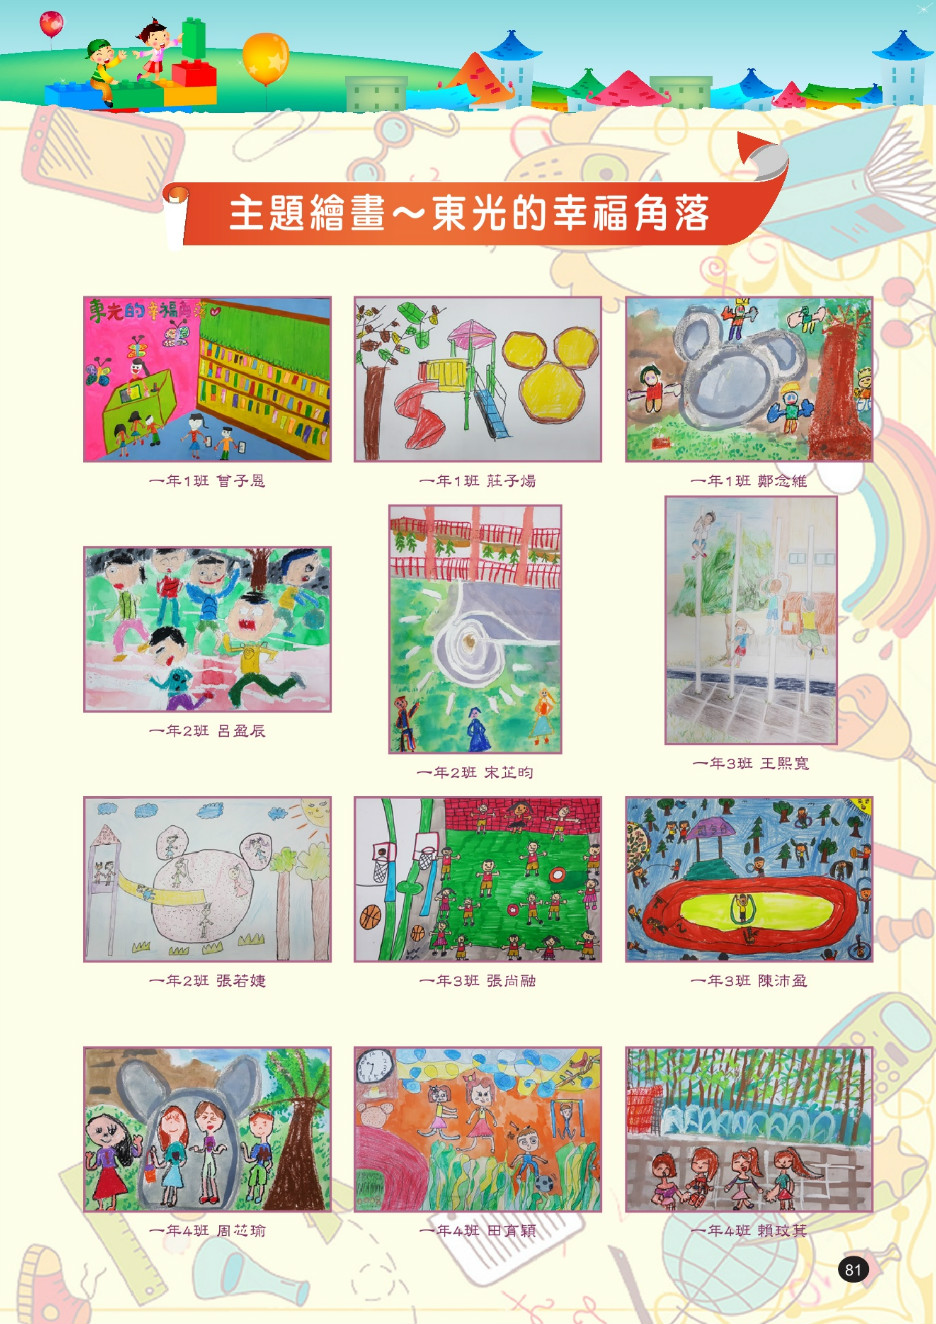 主題繪畫～東光的幸福角落
東光的幸福角落
一年1班 曾予恩
一年1班 莊子煬
一年1班 鄭念維
一年2班 呂盈辰
一年2班 宋芷昀
一年3班 王熙寬
一年2班 張若婕
一年3班 張尚融
一年3班 陳沛盈
一年4班 周芯瑜
一年4班 田育穎
一年4班 賴玟萁
81